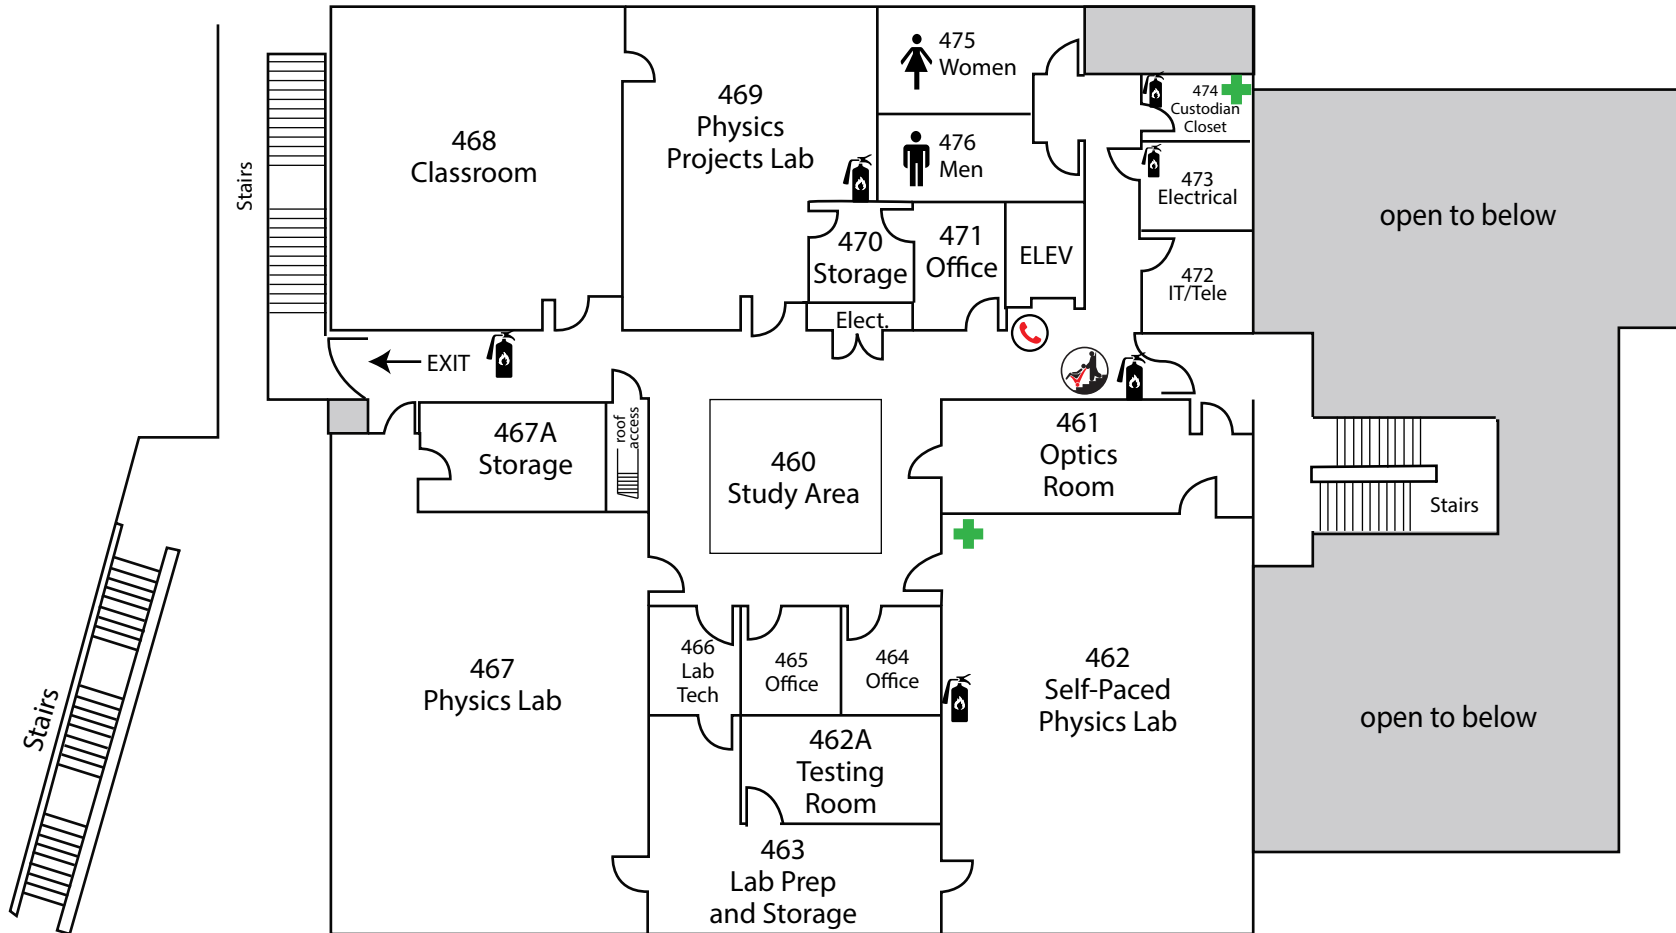 475
Women
469
Physics
Projects Lab
474
Custodian
Closet
468
Classroom
476
Men
Stairs
473
Electrical
open to below
470
Storage
471
Office
ELEV
472
IT/Tele
Elect.
EXIT
467A
Storage
roof
access
460
Study Area
461
Optics
Room
Stairs
467
Physics Lab
466
Lab
Tech
465
Office
464
Office
462
Self-Paced
Physics Lab
Stairs
open to below
462A
Testing
Room
463
Lab Prep
and Storage